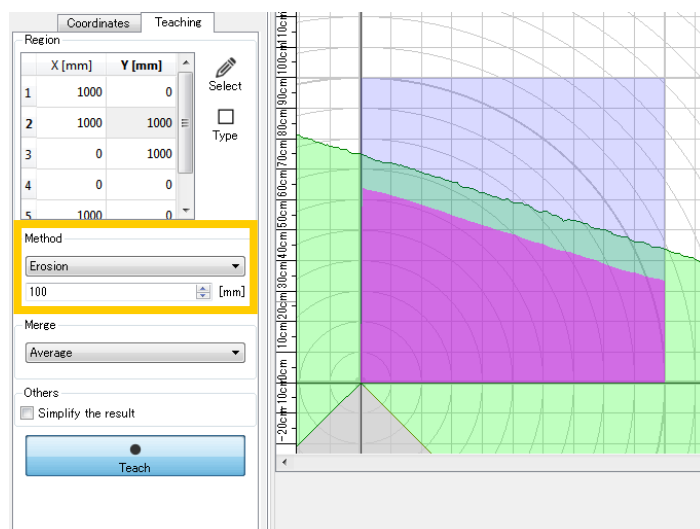 Coordinates Teaching
Region
X [mm] Y [mm]
1 1000 0
2 1000 1000
3 0 1000
4 0 0
5 1000 0
Select
Type
Method
Erosion
100 [mm]
Merge
Average
Others
Simplify the result
Teach
110cm
100cm
90cm
80cm
70cm
60cm
50cm
40cm
30cm
20cm
10cm
0cm
-10cm
-20cm